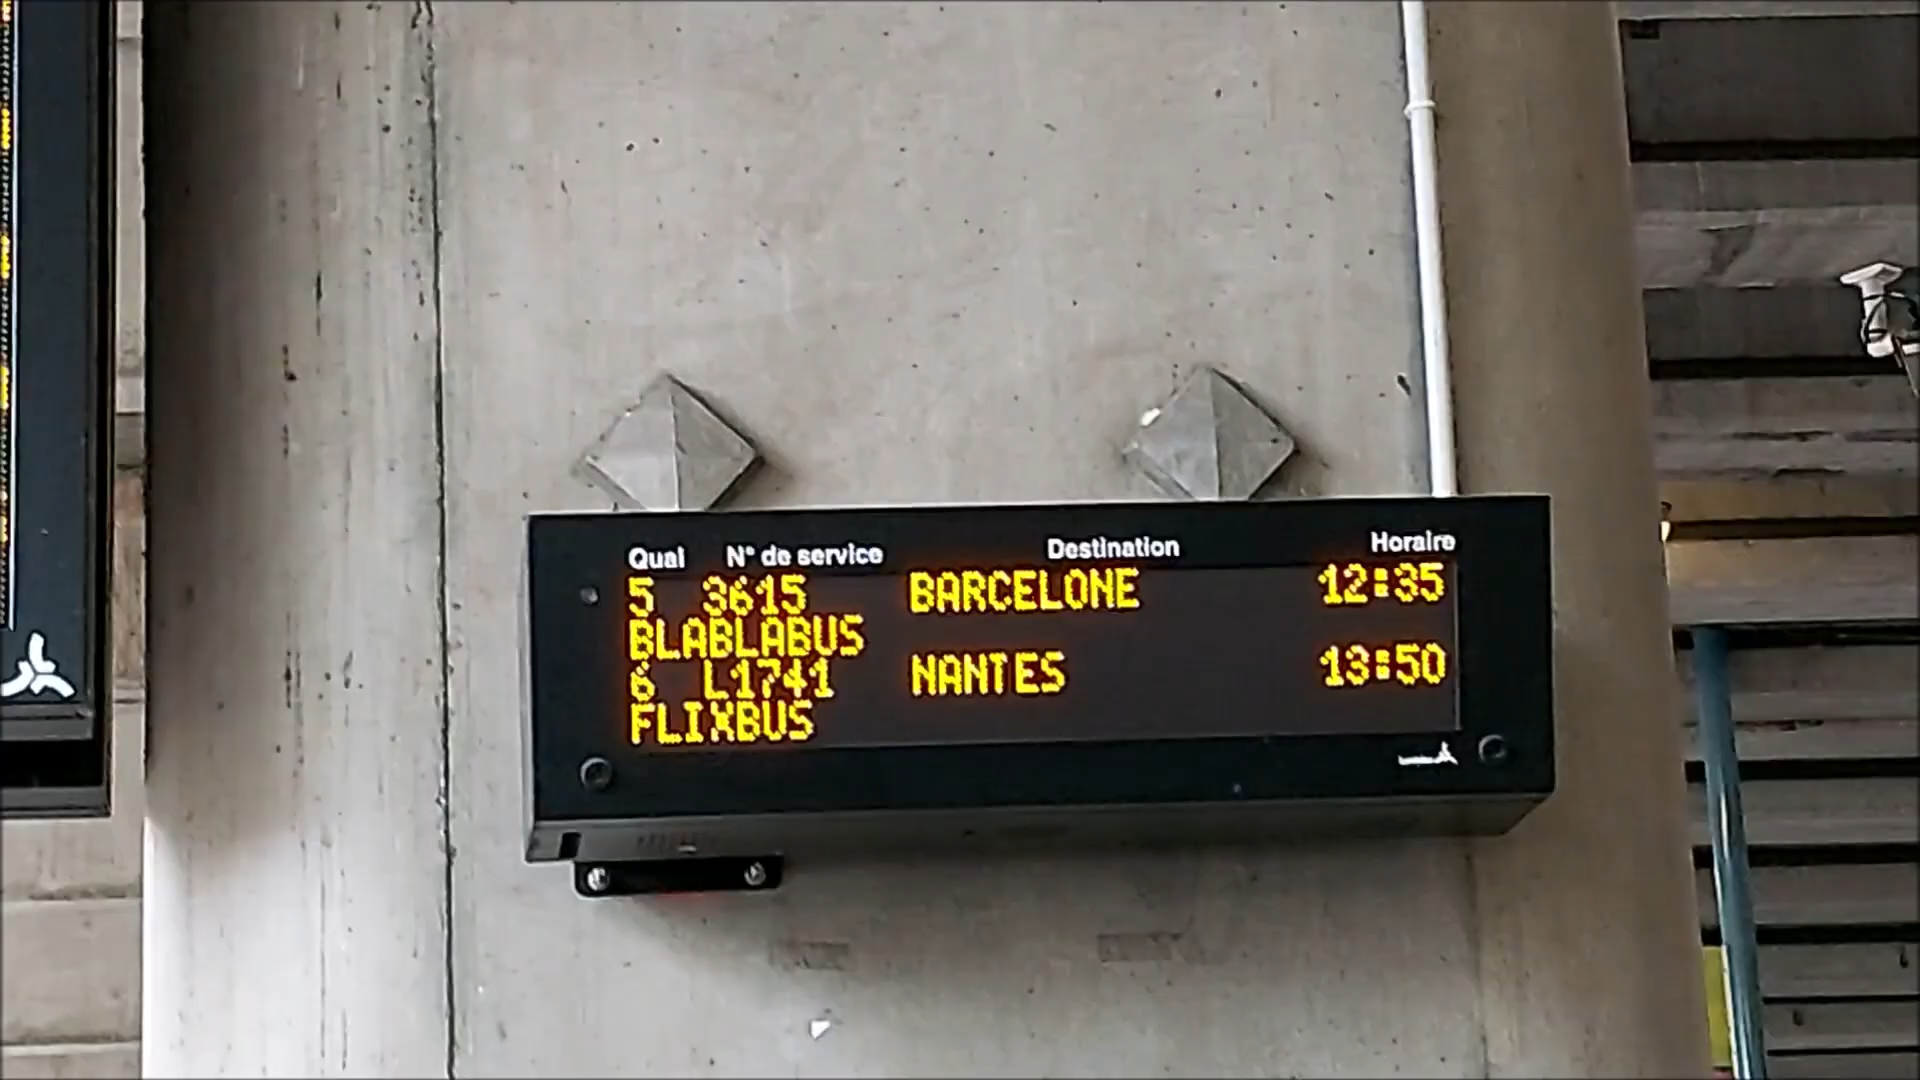 Quai N° de service Destination Horaire
5 3615 BARCELONE 12:35
BLABLABUS
6 L1741 NANTES 13:50
FLIXBUS